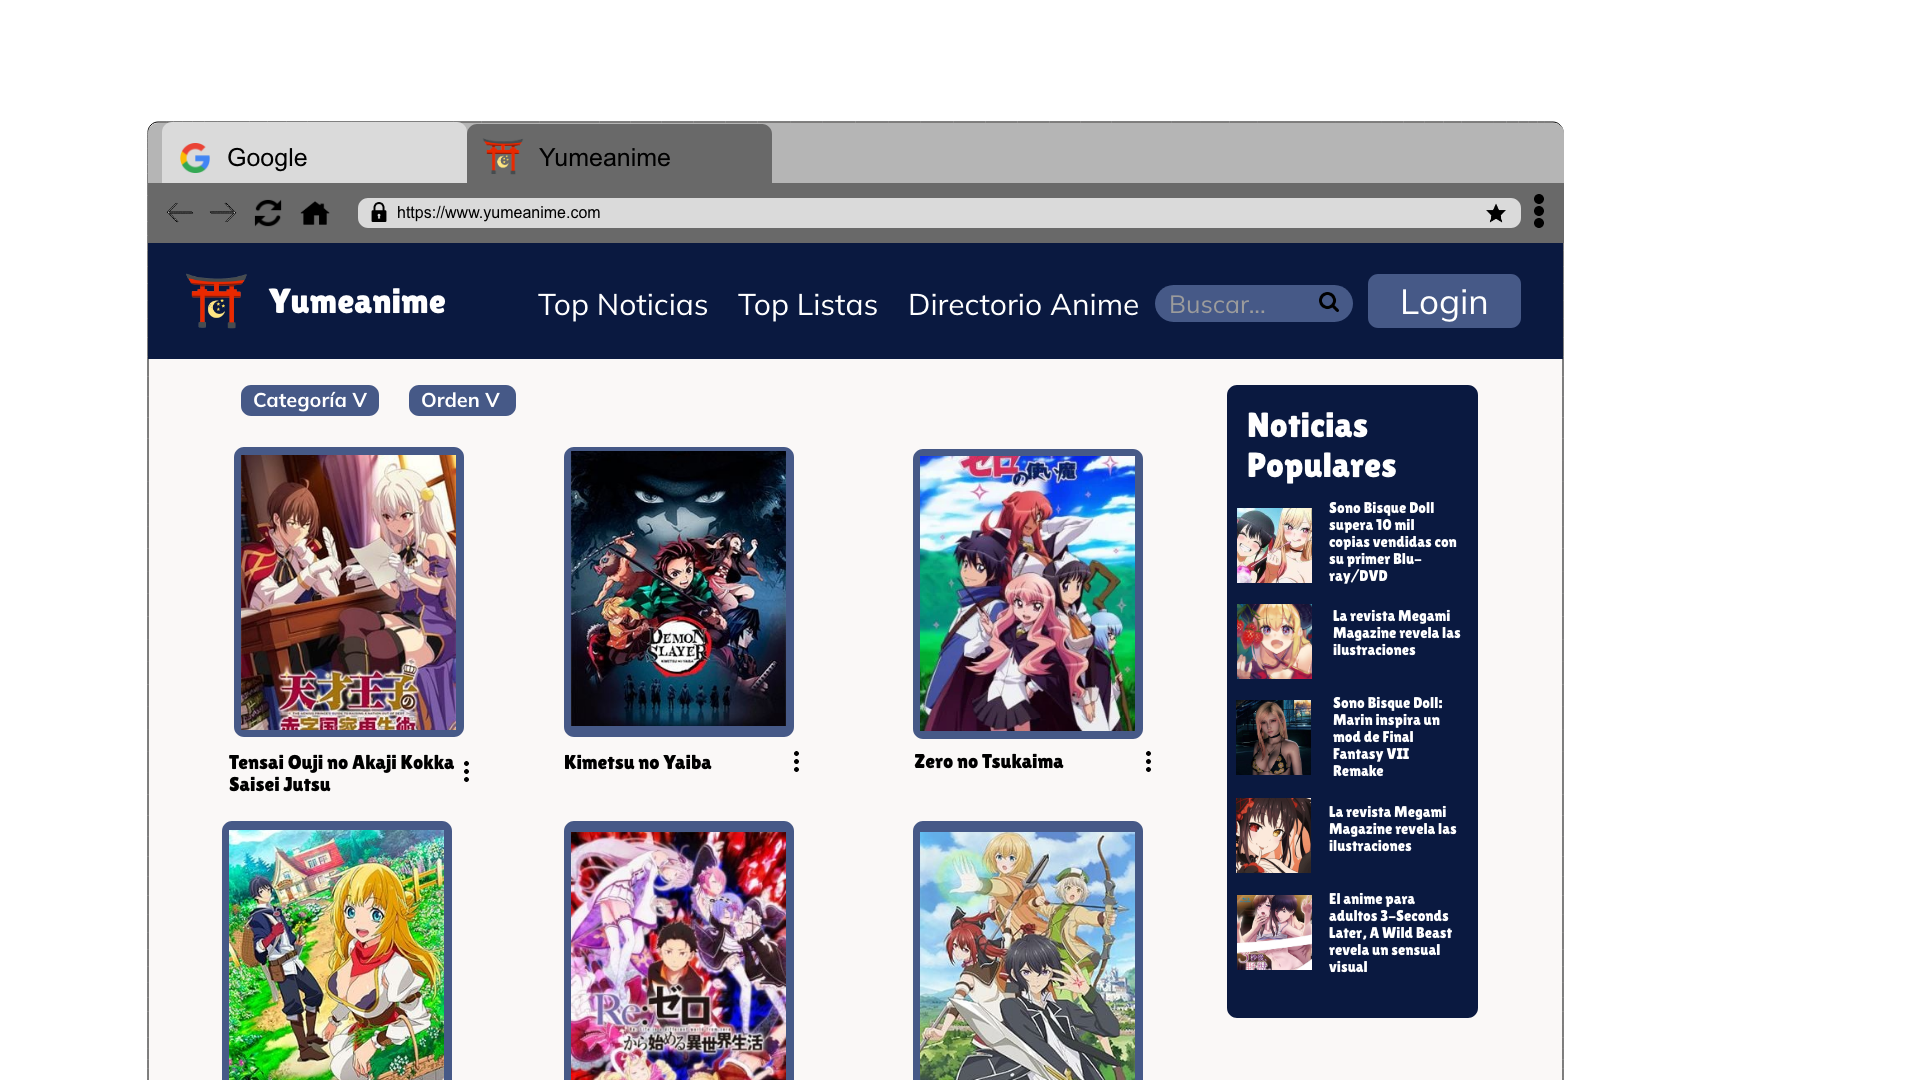 Google
Yumeanime
https://www.yumeanime.com
Yumeanime
Top Noticias
Top Listas
Directorio Anime
Buscar...
Login
Categoría V
Orden V
天才王子の
赤字国家再生術
DEMON
SLAYER
KIMETSU NO YAIBA
ゼロの使い魔
Tensai Ouji no Akaji Kokka
Saisei Jutsu
Kimetsu no Yaiba
Zero no Tsukaima
Re:ゼロ
から始める異世界生活
Noticias
Populares
Sono Bisque Doll
supera 10 mil
copias vendidas con
su primer Blu-
ray/DVD
La revista Megami
Magazine revela las
ilustraciones
Sono Bisque Doll:
Marin inspira un
mod de Final
Fantasy VII
Remake
La revista Megami
Magazine revela las
ilustraciones
El anime para
adultos 3-Seconds
Later, A Wild Beast
revela un sensual
visual